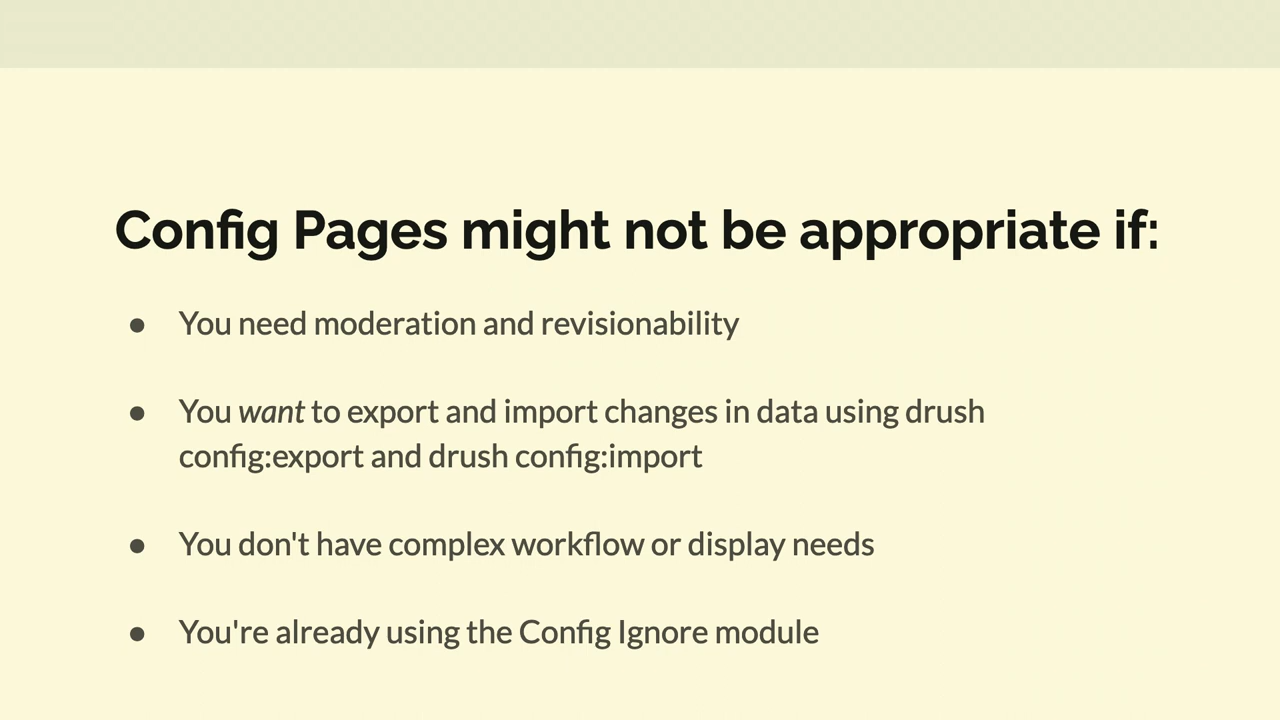 Config Pages might not be appropriate if:
● You need moderation and revisionability
● You want to export and import changes in data using drush
config:export and drush config:import
● You don't have complex workflow or display needs
● You're already using the Config Ignore module